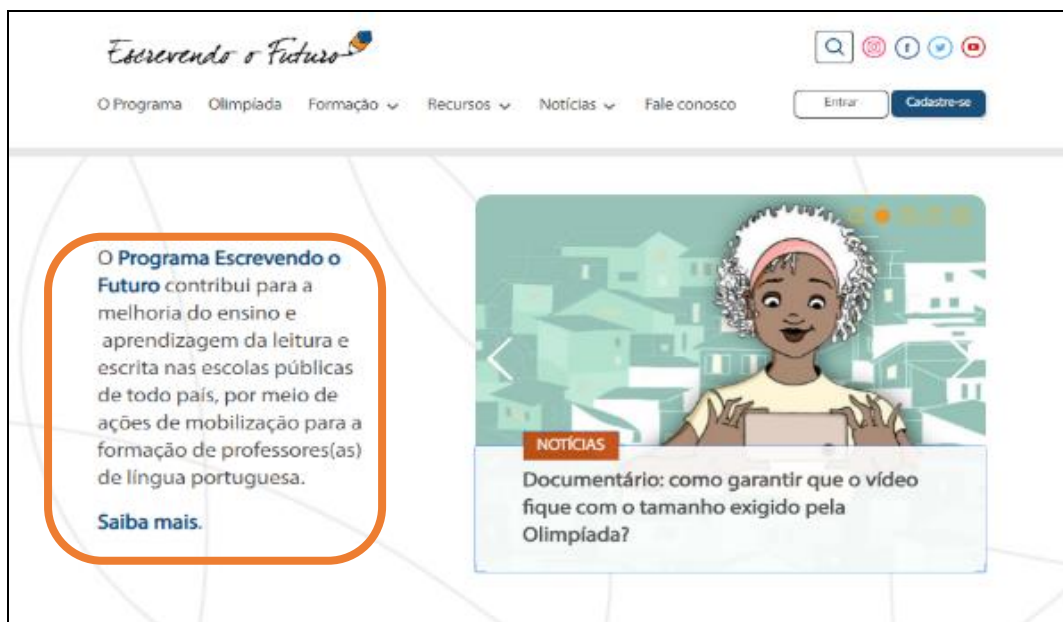 Escrevendo o Futuro
O Programa Olimpíada Formação Recursos Notícias Fale conosco Entrar Cadastre-se
O Programa Escrevendo o
Futuro contribui para a
melhoria do ensino e
aprendizagem da leitura e
escrita nas escolas públicas
de todo país, por meio de
ações de mobilização para a
formação de professores(as)
de língua portuguesa.
Saiba mais.
NOTÍCIAS
Documentário: como garantir que o vídeo
fique com o tamanho exigido pela
Olimpíada?